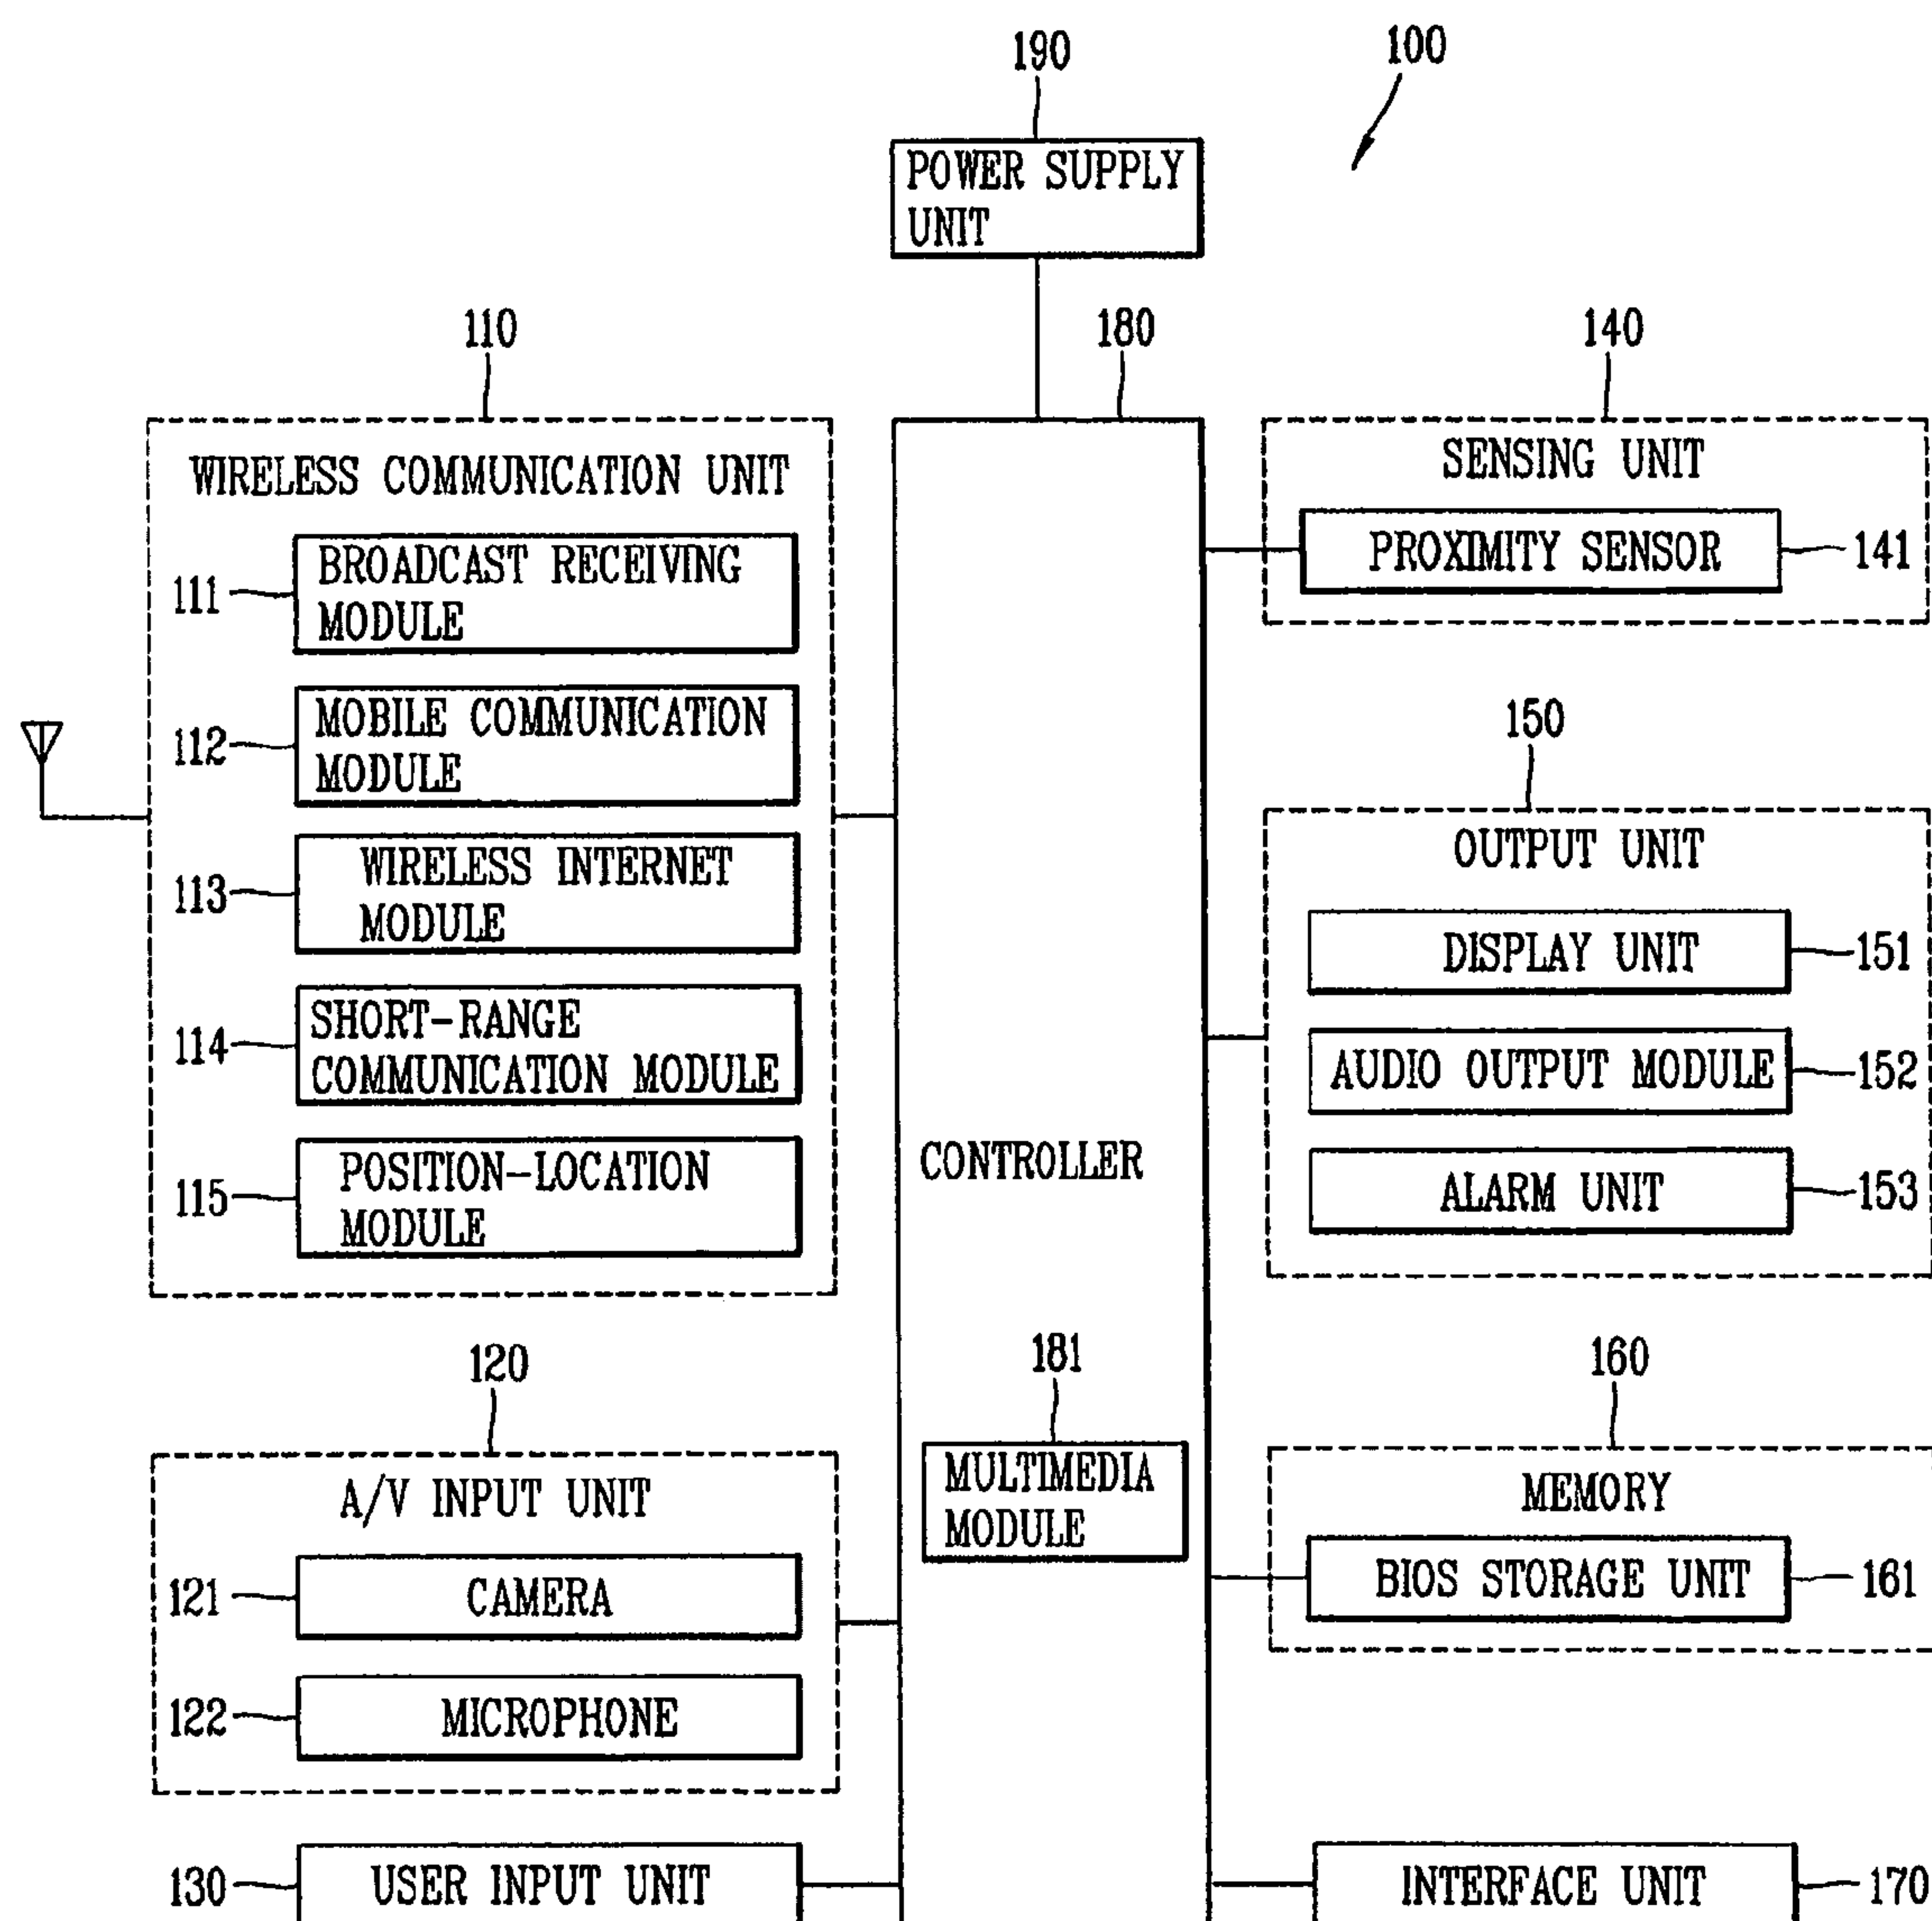 100
190
POWER SUPPLY
UNIT
110
180
140
WIRELESS COMMUNICATION UNIT
111
BROADCAST RECEIVING
MODULE
112
MOBILE COMMUNICATION
MODULE
113
WIRELESS INTERNET
MODULE
114
SHORT-RANGE
COMMUNICATION MODULE
115
POSITION-LOCATION
MODULE
120
A/V INPUT UNIT
121
CAMERA
122
MICROPHONE
130
USER INPUT UNIT
CONTROLLER
181
MULTIMEDIA
MODULE
SENSING UNIT
PROXIMITY SENSOR
141
150
OUTPUT UNIT
DISPLAY UNIT
151
AUDIO OUTPUT MODULE
152
ALARM UNIT
153
160
MEMORY
BIOS STORAGE UNIT
161
INTERFACE UNIT
170